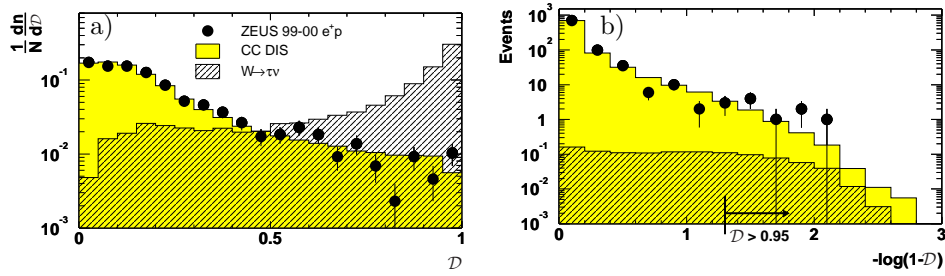 a)
1/N dn/d𝒟
ZEUS 99-00 e⁺p
CC DIS
W→τν
10⁻¹
10⁻²
10⁻³
0 0.5 1
𝒟
b)
Events
10³
10²
10
1
10⁻¹
10⁻²
10⁻³
𝒟 > 0.95
0 1 2 3
-log(1-𝒟)